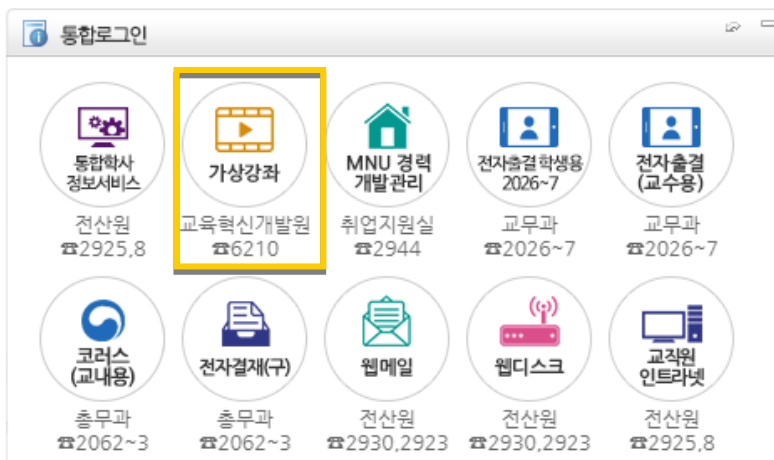 통합로그인
통합학사
정보서비스
전산원
☎2925,8
가상강좌
교육혁신개발원
☎6210
MNU 경력
개발관리
취업지원실
☎2944
전자출결학생용
2026~7
교무과
☎2026~7
전자출결
(교수용)
교무과
☎2026~7
코러스
(교내용)
총무과
☎2062~3
전자결재(구)
총무과
☎2062~3
웹메일
전산원
☎2930,2923
웹디스크
전산원
☎2930,2923
교직원
인트라넷
전산원
☎2925,8